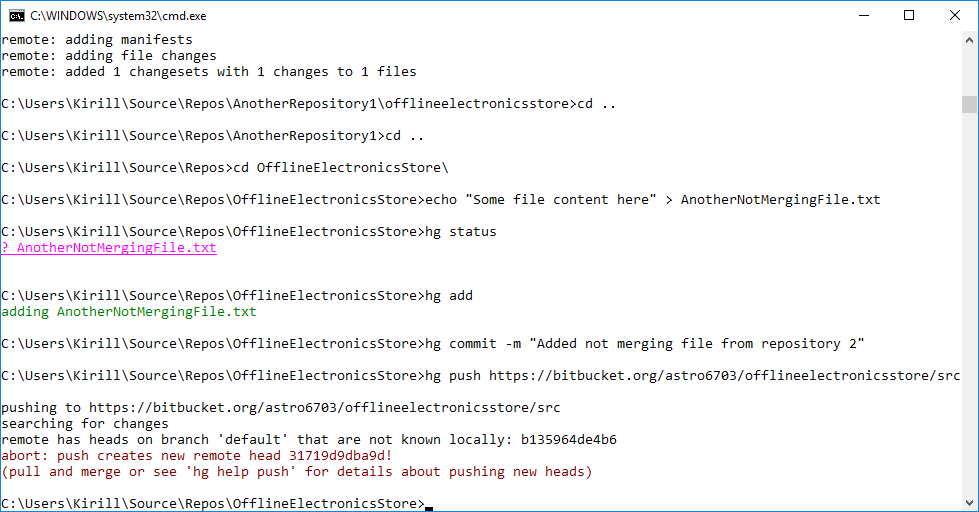 C:\WINDOWS\system32\cmd.exe
remote: adding manifests
remote: adding file changes
remote: added 1 changesets with 1 changes to 1 files
C:\Users\Kirill\Source\Repos\AnotherRepository1\offlineelectronicsstore>cd ..
C:\Users\Kirill\Source\Repos\AnotherRepository1>cd ..
C:\Users\Kirill\Source\Repos>cd OfflineElectronicsStore\
C:\Users\Kirill\Source\Repos\OfflineElectronicsStore>echo "Some file content here" > AnotherNotMergingFile.txt
C:\Users\Kirill\Source\Repos\OfflineElectronicsStore>hg status
? AnotherNotMergingFile.txt
C:\Users\Kirill\Source\Repos\OfflineElectronicsStore>hg add
adding AnotherNotMergingFile.txt
C:\Users\Kirill\Source\Repos\OfflineElectronicsStore>hg commit -m "Added not merging file from repository 2"
C:\Users\Kirill\Source\Repos\OfflineElectronicsStore>hg push https://bitbucket.org/astro6703/offlineelectronicsstore/src
pushing to https://bitbucket.org/astro6703/offlineelectronicsstore/src
searching for changes
remote has heads on branch 'default' that are not known locally: b135964de4b6
abort: push creates new remote head 31719d9dba9d!
(pull and merge or see 'hg help push' for details about pushing new heads)
C:\Users\Kirill\Source\Repos\OfflineElectronicsStore>